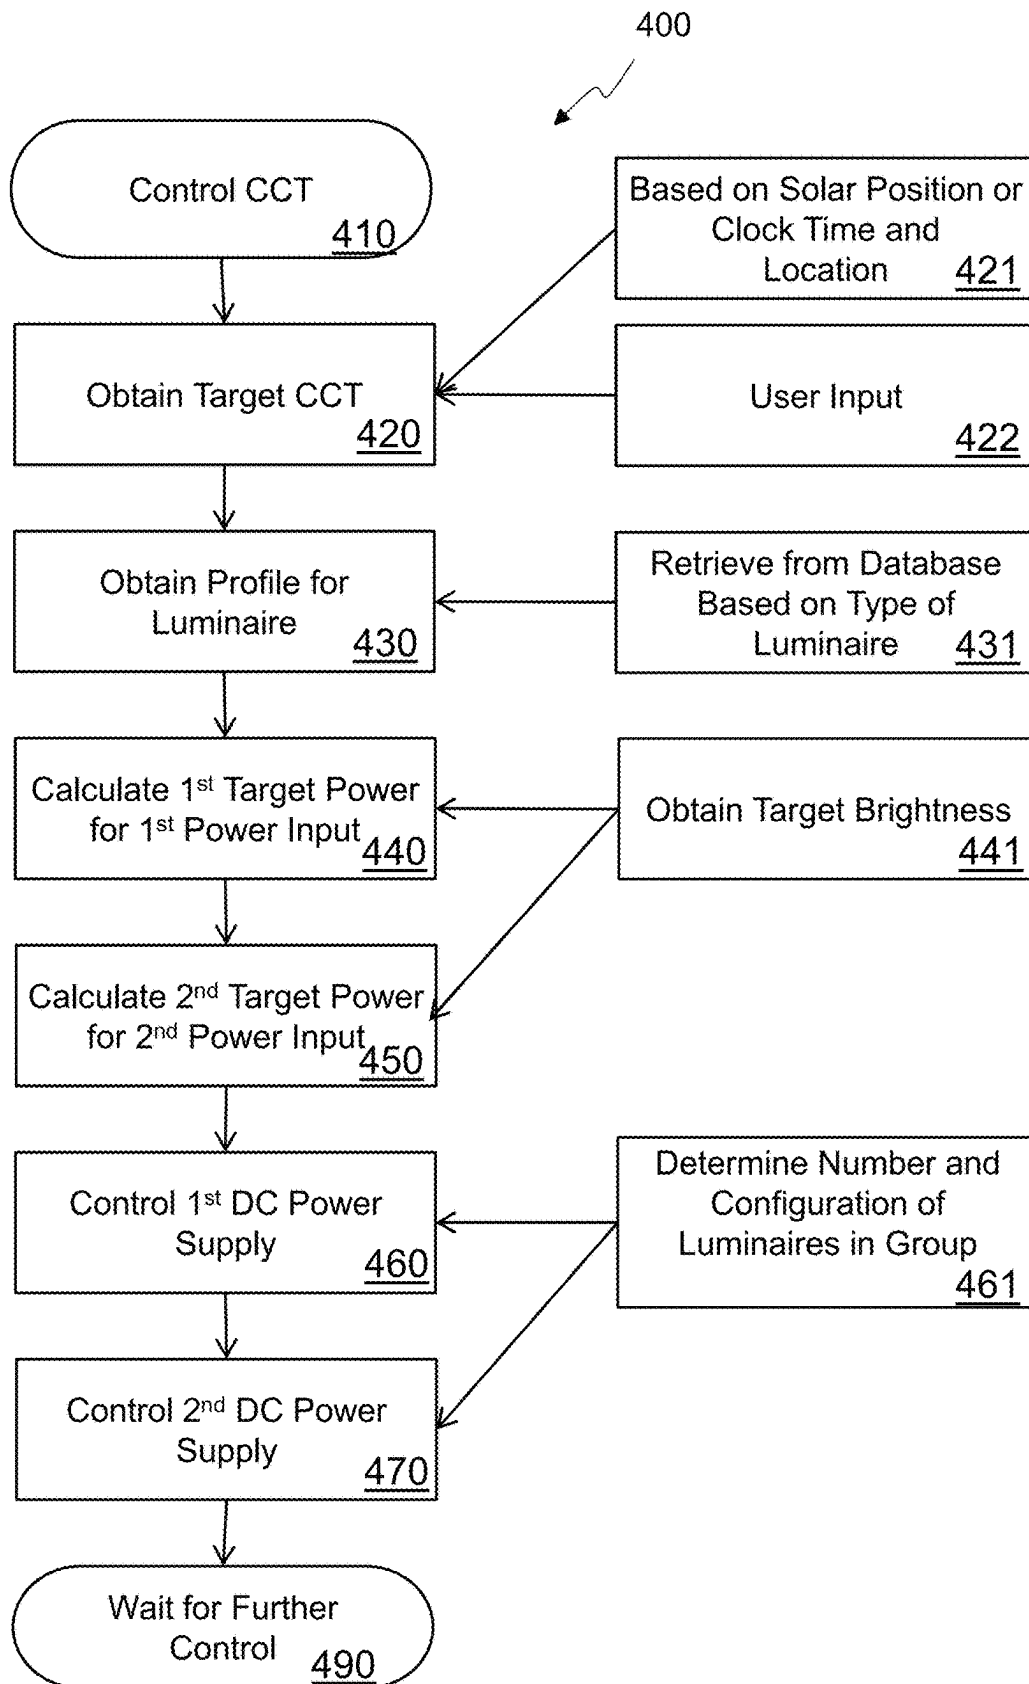 400
Control CCT
410
Based on Solar Position or
Clock Time and
Location
421
Obtain Target CCT
420
User Input
422
Obtain Profile for
Luminaire
430
Retrieve from Database
Based on Type of
Luminaire
431
Calculate 1st Target Power
for 1st Power Input
440
Obtain Target Brightness
441
Calculate 2nd Target Power
for 2nd Power Input
450
Control 1st DC Power
Supply
460
Determine Number and
Configuration of
Luminaires in Group
461
Control 2nd DC Power
Supply
470
Wait for Further
Control
490